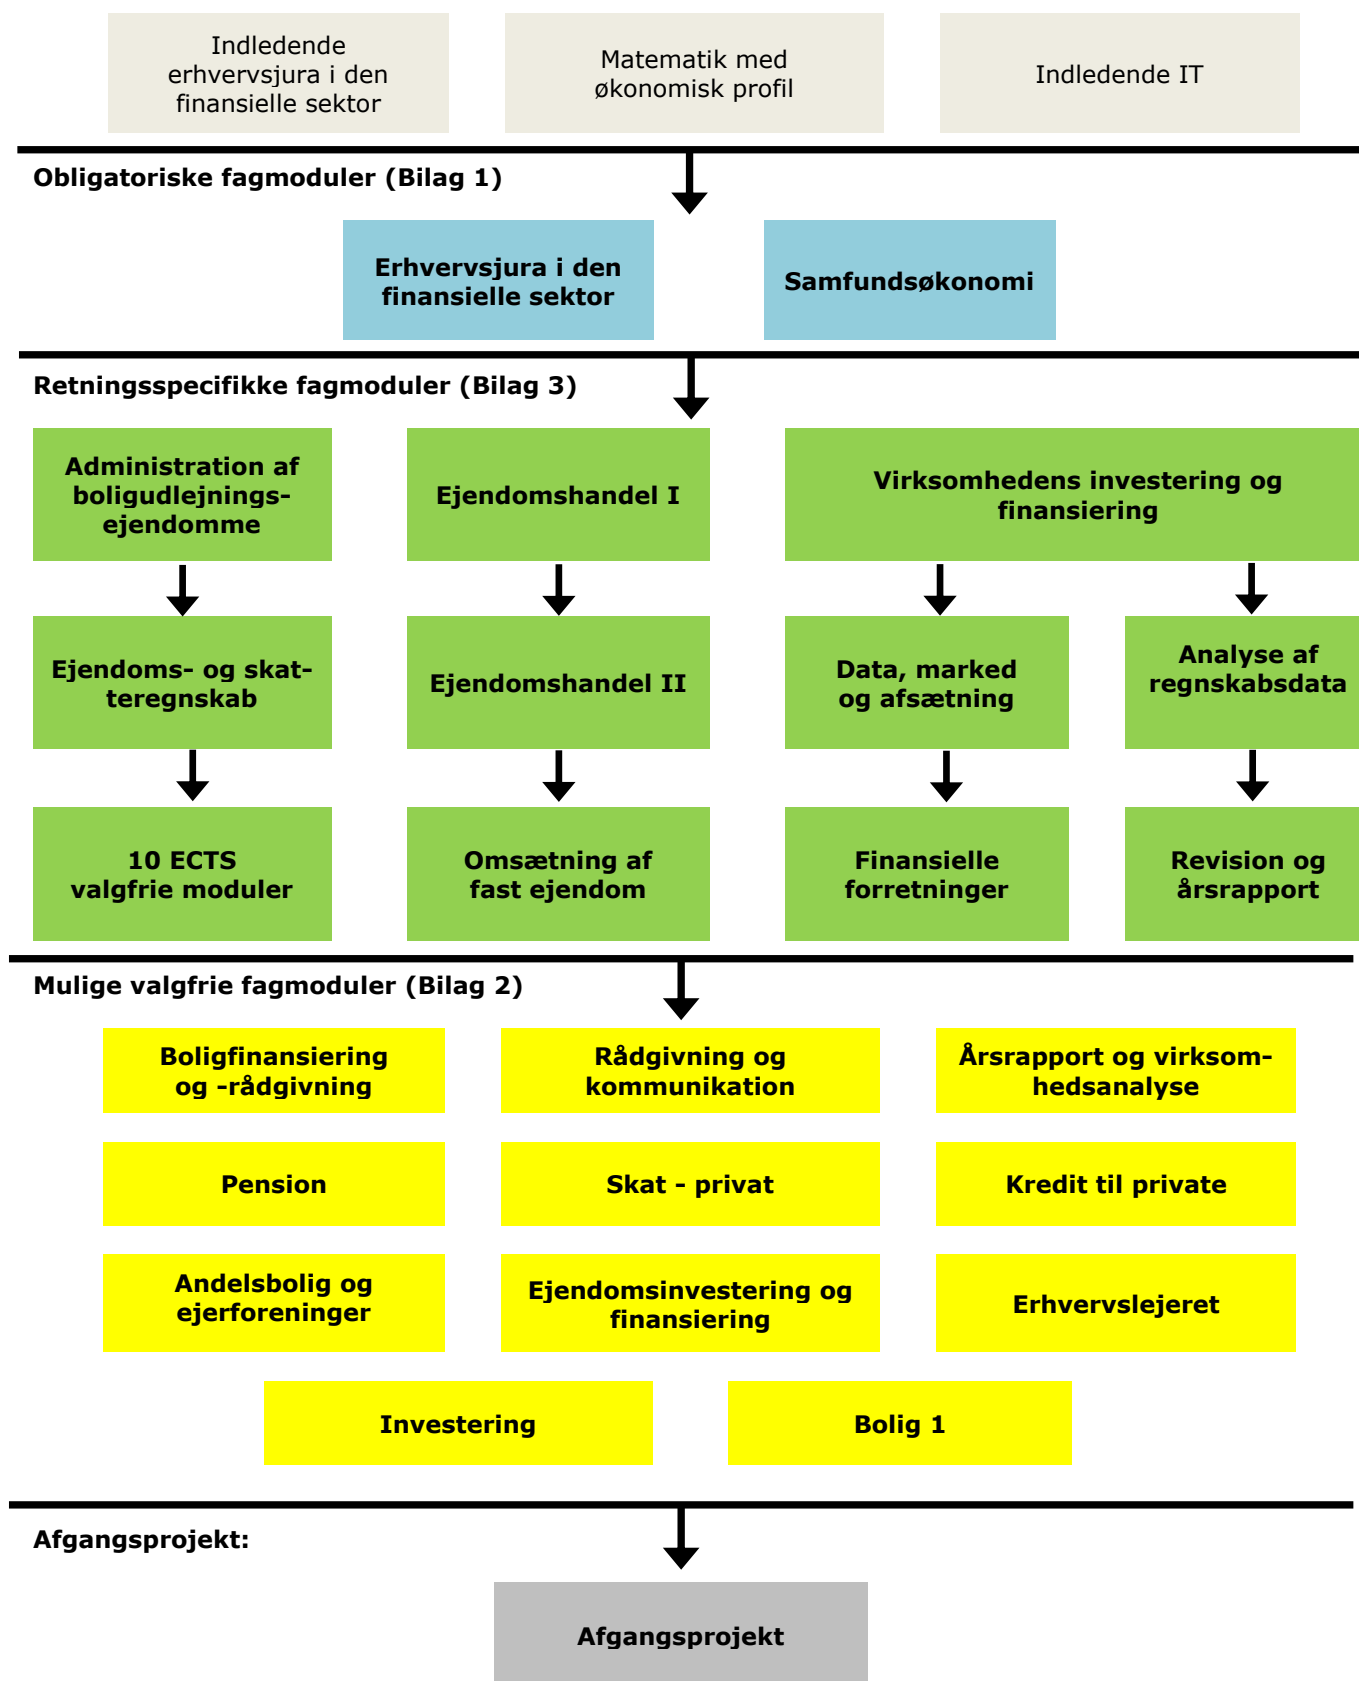 Indledende
erhvervsjura i den
finansielle sektor
Matematik med
økonomisk profil
Indledende IT
Obligatoriske fagmoduler (Bilag 1)
Erhvervsjura i den
finansielle sektor
Samfundsøkonomi
Retningsspecifikke fagmoduler (Bilag 3)
Administration af
boligudlejnings-
ejendomme
Ejendomshandel I
Virksomhedens investering og
finansiering
Ejendoms- og skat-
teregnskab
Ejendomshandel II
Data, marked
og afsætning
Analyse af
regnskabsdata
10 ECTS
valgfrie moduler
Omsætning af
fast ejendom
Finansielle
forretninger
Revision og
årsrapport
Mulige valgfrie fagmoduler (Bilag 2)
Boligfinansiering
og -rådgivning
Rådgivning og
kommunikation
Årsrapport og virksom-
hedsanalyse
Pension
Skat - privat
Kredit til private
Andelsbolig og
ejerforeninger
Ejendomsinvestering og
finansiering
Erhvervslejeret
Investering
Bolig 1
Afgangsprojekt:
Afgangsprojekt